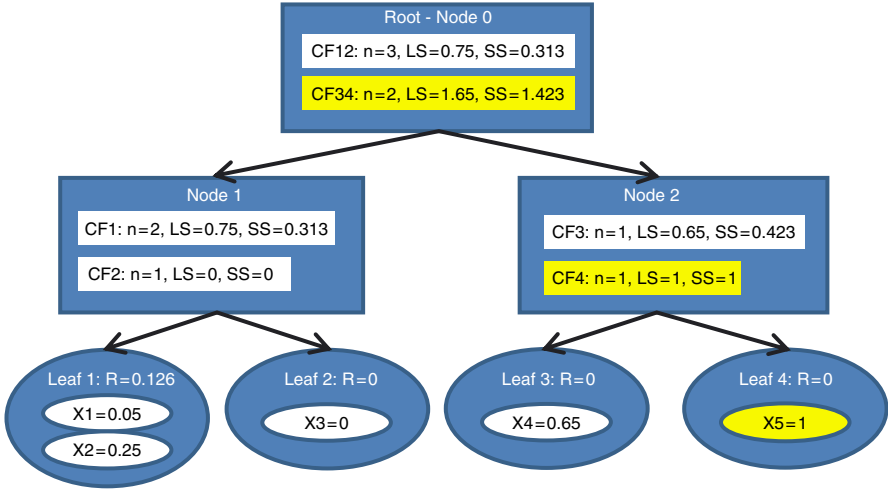 Root - Node 0
CF12: n=3, LS=0.75, SS=0.313
CF34: n=2, LS=1.65, SS=1.423
Node 1
CF1: n=2, LS=0.75, SS=0.313
CF2: n=1, LS=0, SS=0
Node 2
CF3: n=1, LS=0.65, SS=0.423
CF4: n=1, LS=1, SS=1
Leaf 1: R=0.126
X1=0.05
X2=0.25
Leaf 2: R=0
X3=0
Leaf 3: R=0
X4=0.65
Leaf 4: R=0
X5=1